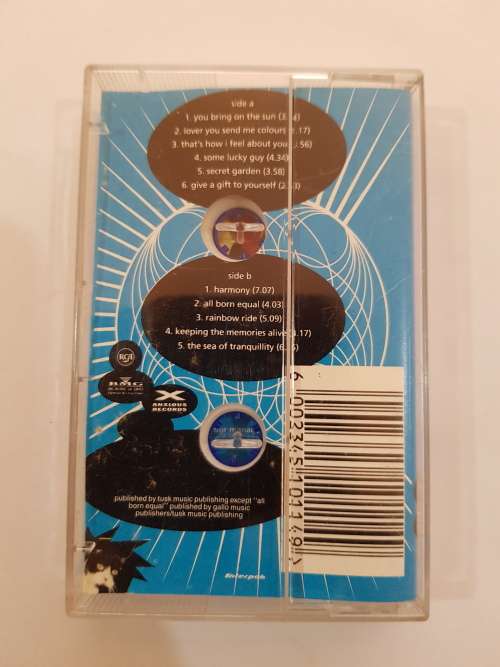 side a
1. you bring on the sun
2. lover you send me colours
3. that's how i feel about you
4. some lucky guy (4.34)
5. secret garden (3.58)
6. give a gift to yourself
side b
1. harmony (7.07)
2. all born equal (4.03)
3. rainbow ride (5.09)
4. keeping the memories alive
5. the sea of tranquillity
RCA
BMG
X
ANXIOUS
RECORDS
published by tusk music publishing except "all
born equal" published by gallo music
publishers/tusk music publishing